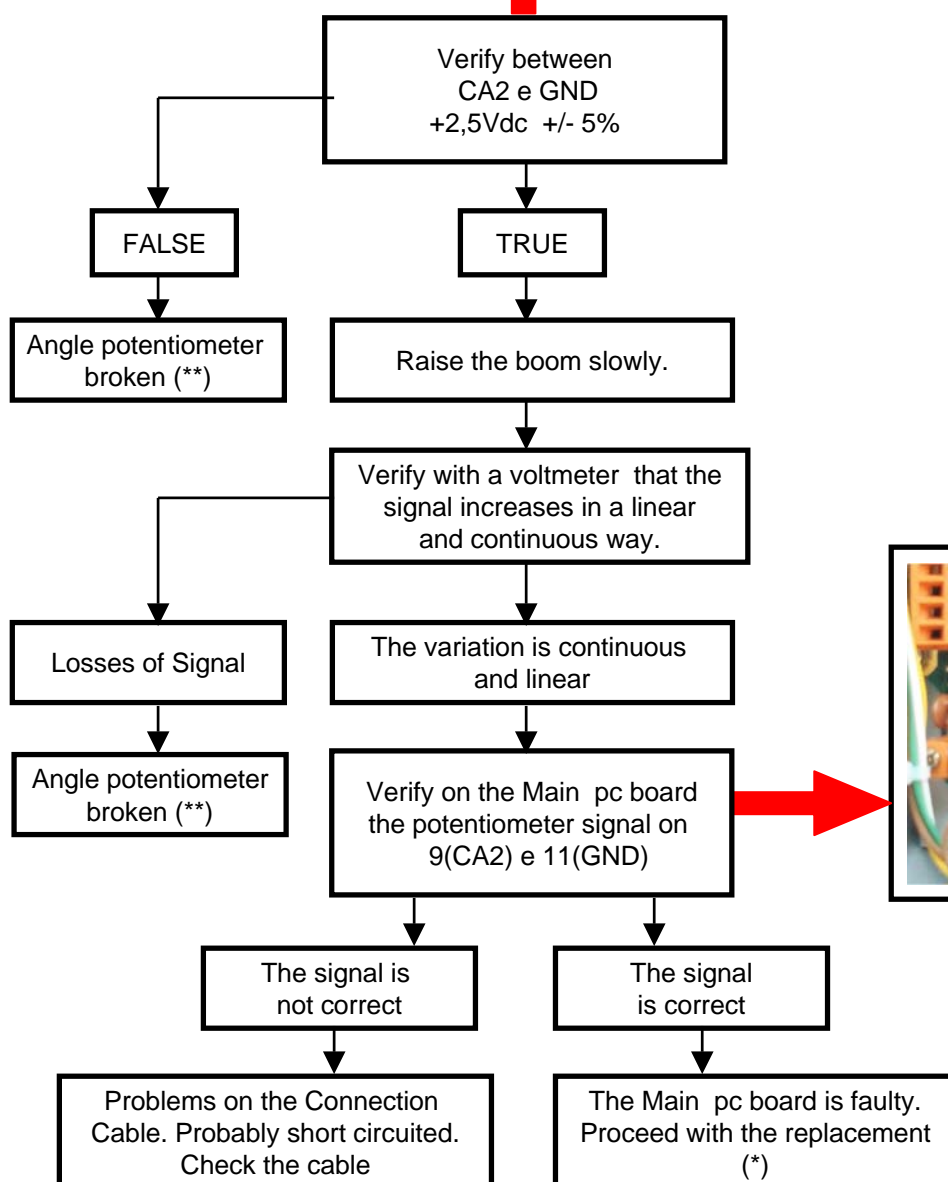 Verify between
CA2 e GND
+2,5Vdc +/- 5%
FALSE
TRUE
Angle potentiometer
broken (**)
Raise the boom slowly.
Verify with a voltmeter that the
signal increases in a linear
and continuous way.
Losses of Signal
The variation is continuous
and linear
Angle potentiometer
broken (**)
Verify on the Main pc board
the potentiometer signal on
9(CA2) e 11(GND)
The signal is
not correct
The signal
is correct
Problems on the Connection
Cable. Probably short circuited.
Check the cable
The Main pc board is faulty.
Proceed with the replacement
(*)